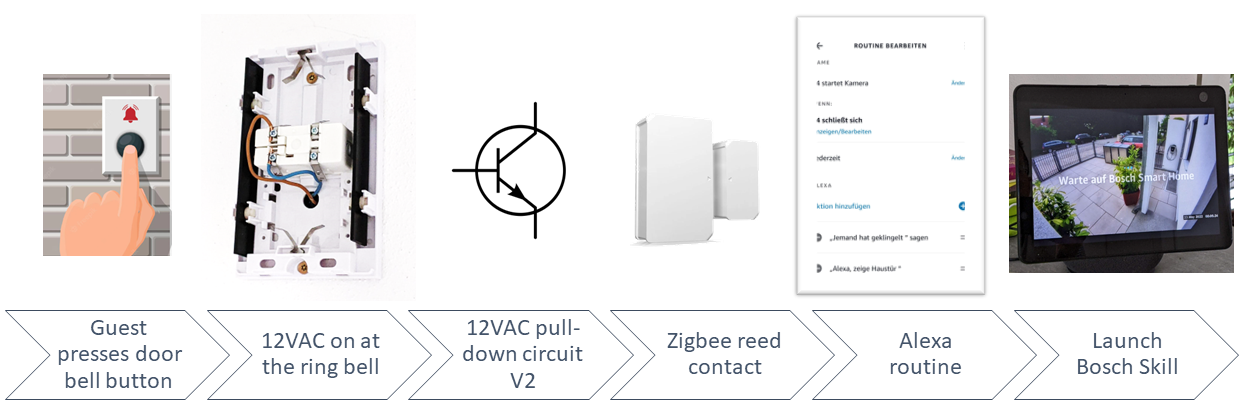 ROUTINE BEARBEITEN
AME
4 startet Kamera
Ände
ENN:
4 schließt sich
nzeigen/Bearbeiten
ederzeit
Ände
LEXA
ktion hinzufügen
„Jemand hat geklingelt “ sagen
„Alexa, zeige Haustür “
Warte auf Bosch Smart Home
Guest
presses door
bell button
12VAC on at
the ring bell
12VAC pull-
down circuit
V2
Zigbee reed
contact
Alexa
routine
Launch
Bosch Skill